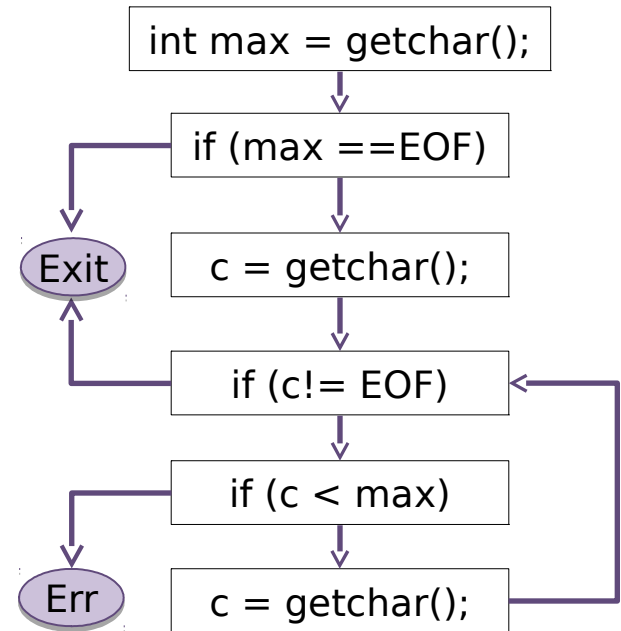 int max = getchar();
if (max ==EOF)
Exit
c = getchar();
if (c!= EOF)
if (c < max)
Err
c = getchar();